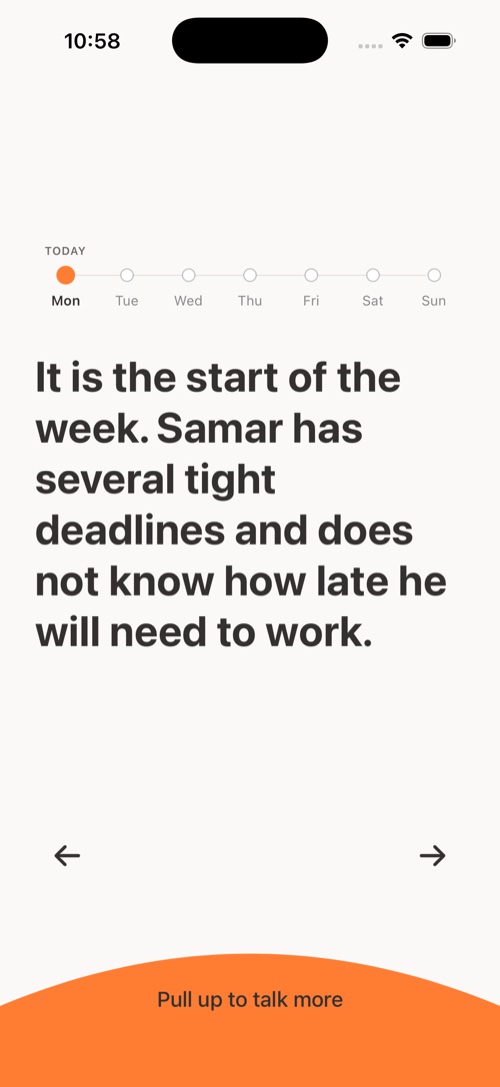 10:58
TODAY
Mon Tue Wed Thu Fri Sat Sun
It is the start of the
week. Samar has
several tight
deadlines and does
not know how late he
will need to work.
Pull up to talk more